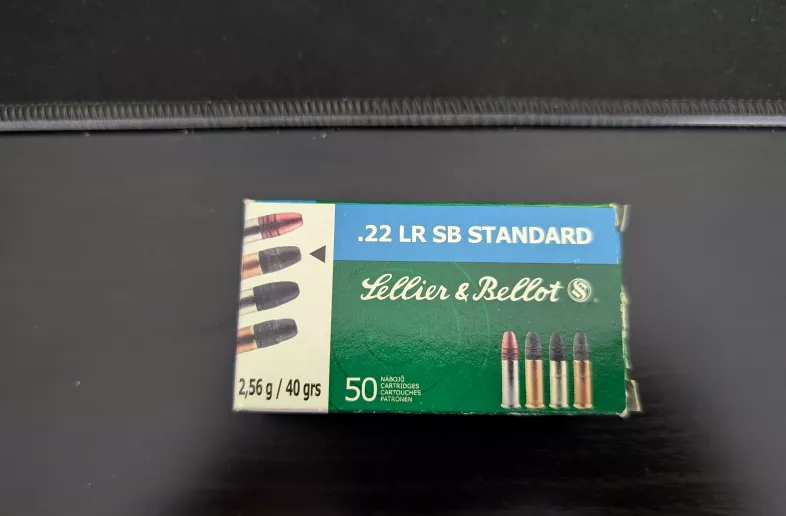 .22 LR SB STANDARD
Sellier & Bellot
2,56 g / 40 grs
50
NÁBOJŮ
CARTRIDGES
CARTOUCHES
PATRONEN